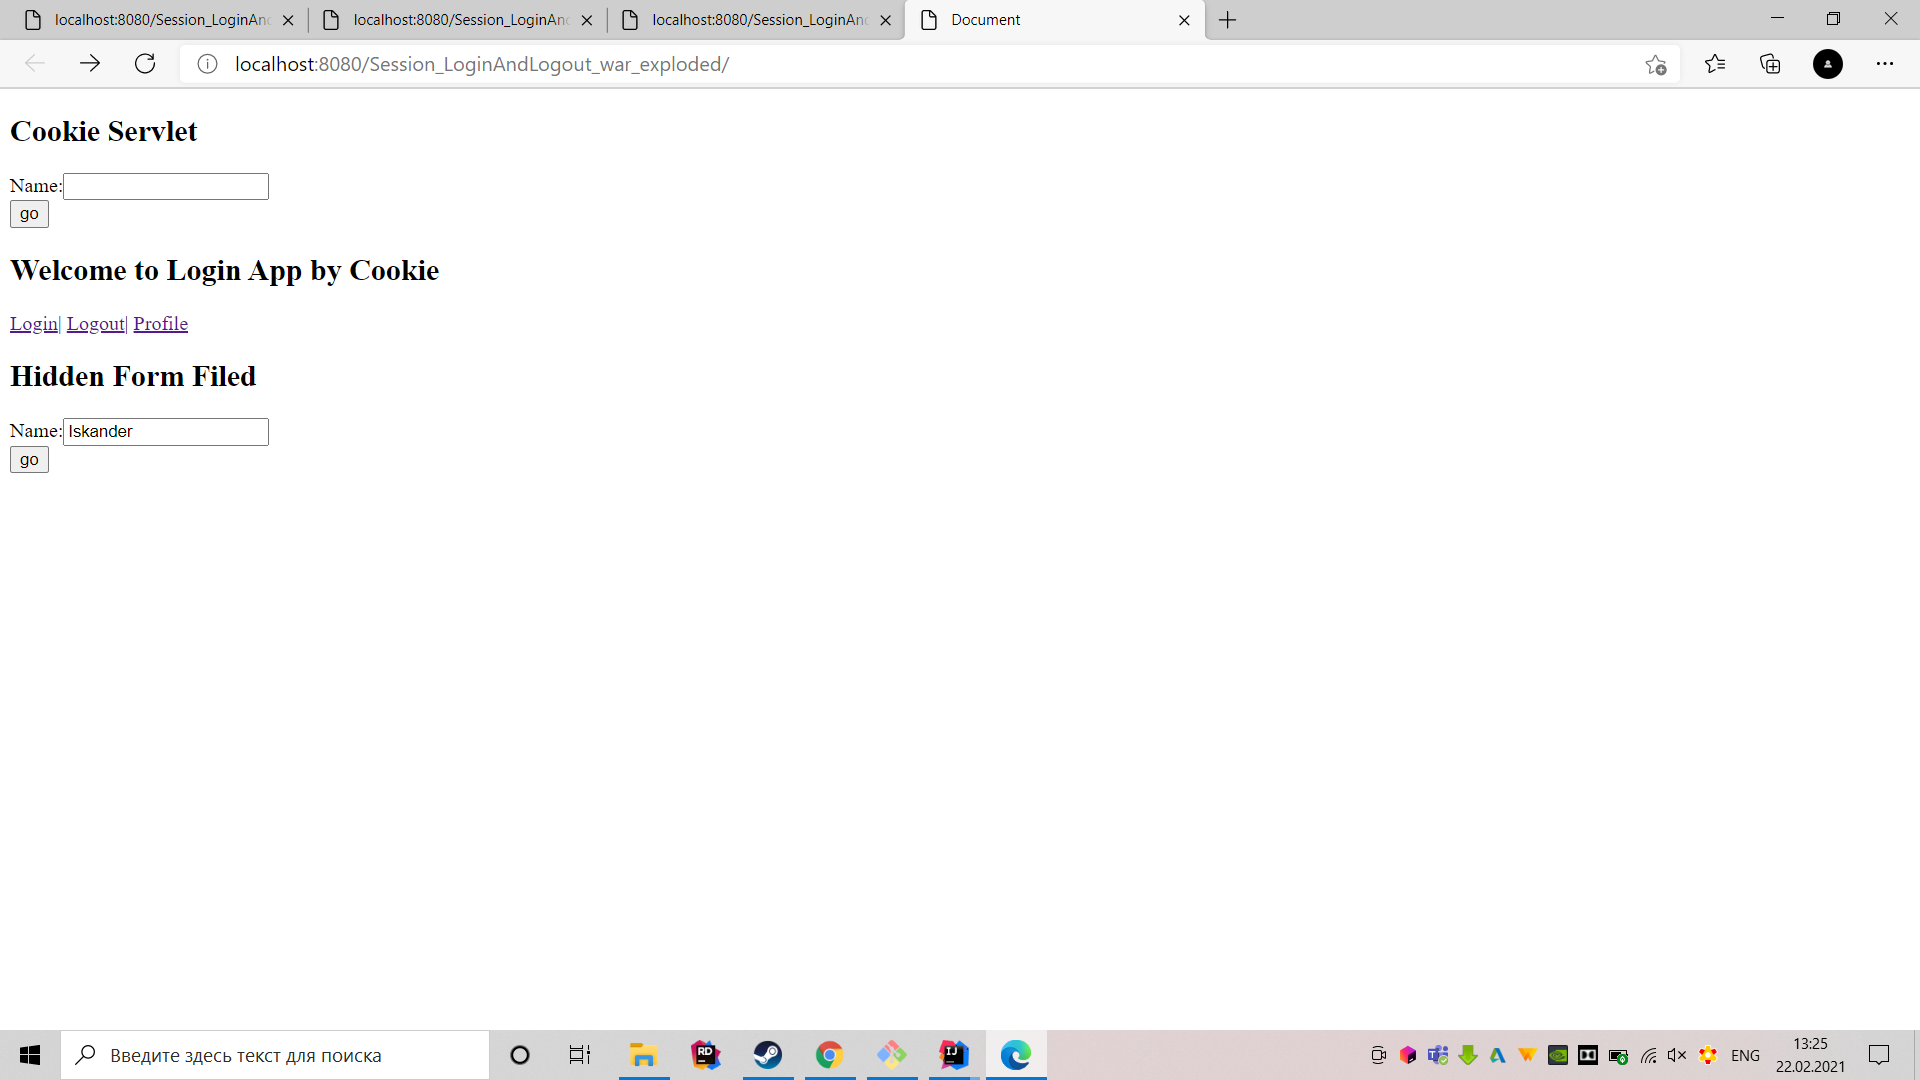 localhost:8080/Session_LoginAn
localhost:8080/Session_LoginAn
localhost:8080/Session_LoginAn
Document
localhost:8080/Session_LoginAndLogout_war_exploded/
Cookie Servlet
Name:
go
Welcome to Login App by Cookie
Login| Logout| Profile
Hidden Form Filed
Name: Iskander
go
Введите здесь текст для поиска
RD
IJ
ENG
13:25
22.02.2021